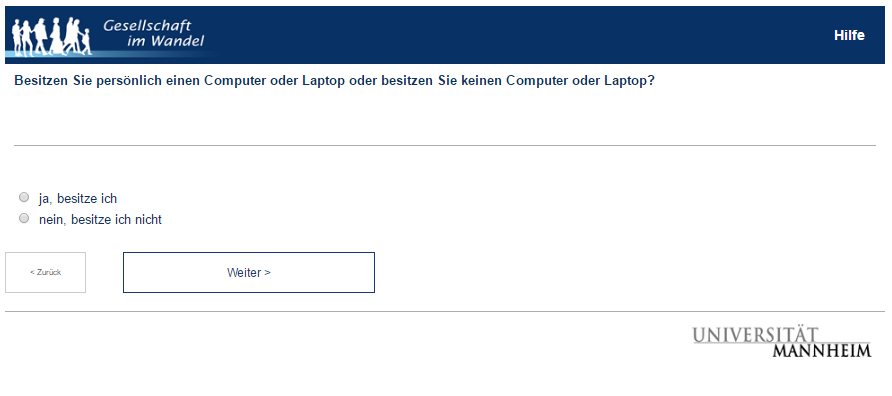 Gesellschaft
im Wandel
Hilfe
Besitzen Sie persönlich einen Computer oder Laptop oder besitzen Sie keinen Computer oder Laptop?
ja, besitze ich
nein, besitze ich nicht
< Zurück
Weiter >
UNIVERSITÄT
MANNHEIM